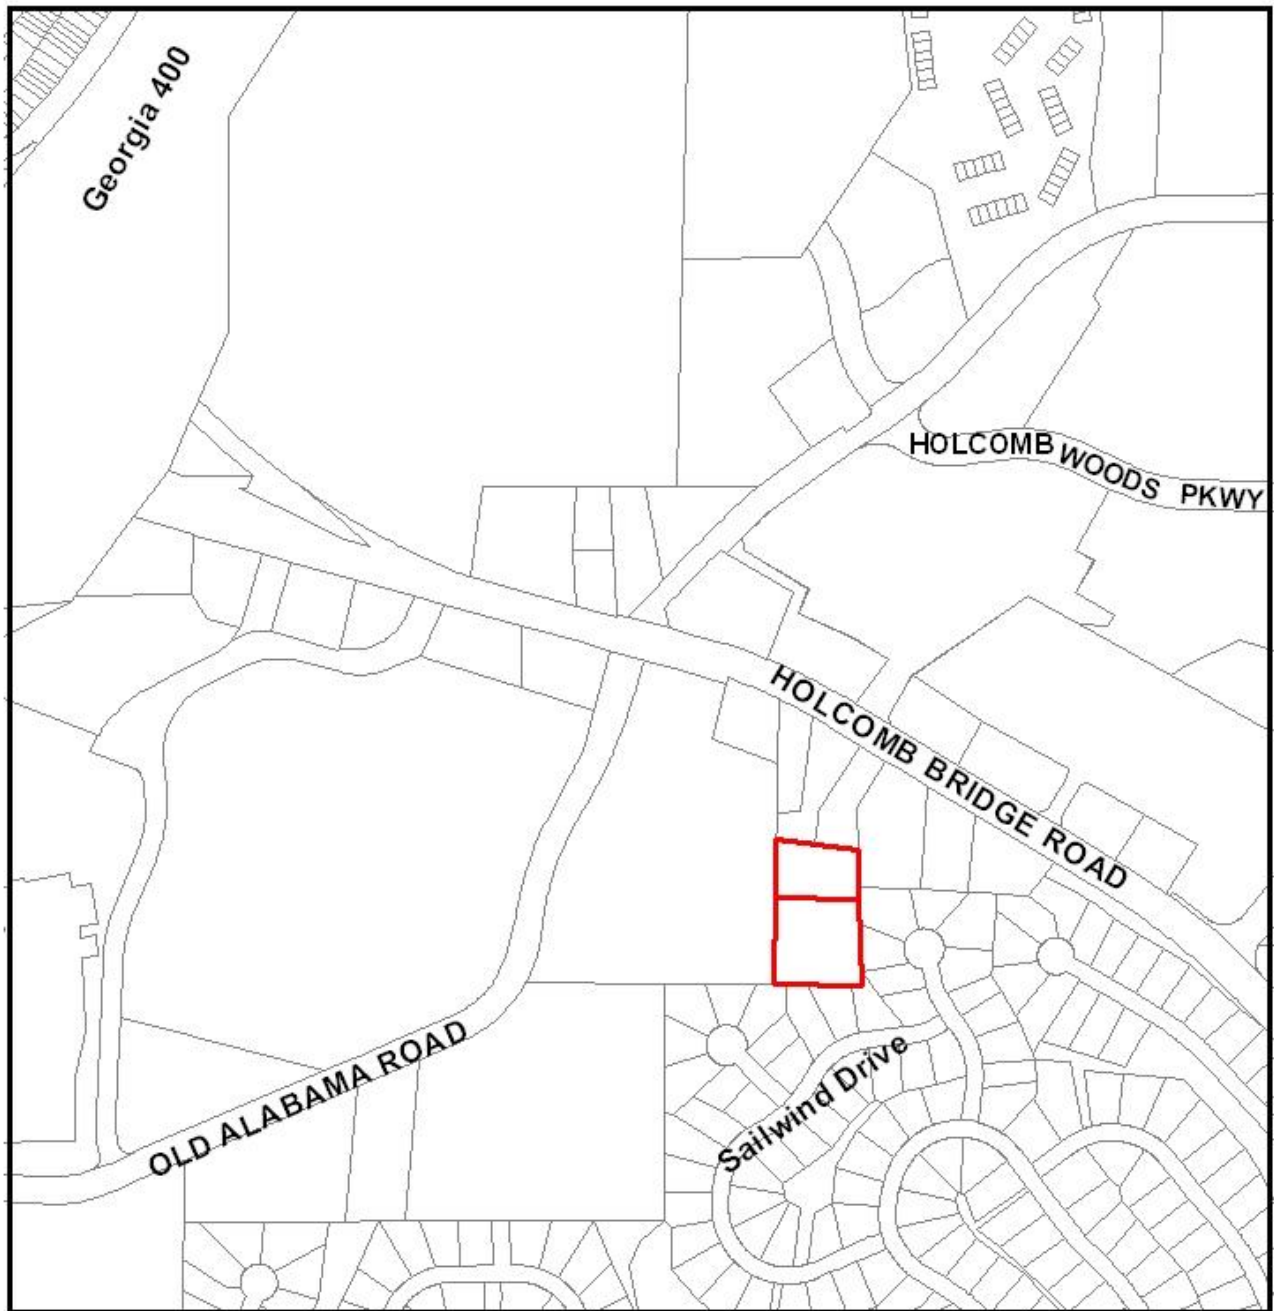 Georgia 400
HOLCOMB WOODS PKWY
HOLCOMB BRIDGE ROAD
OLD ALABAMA ROAD
Sailwind Drive